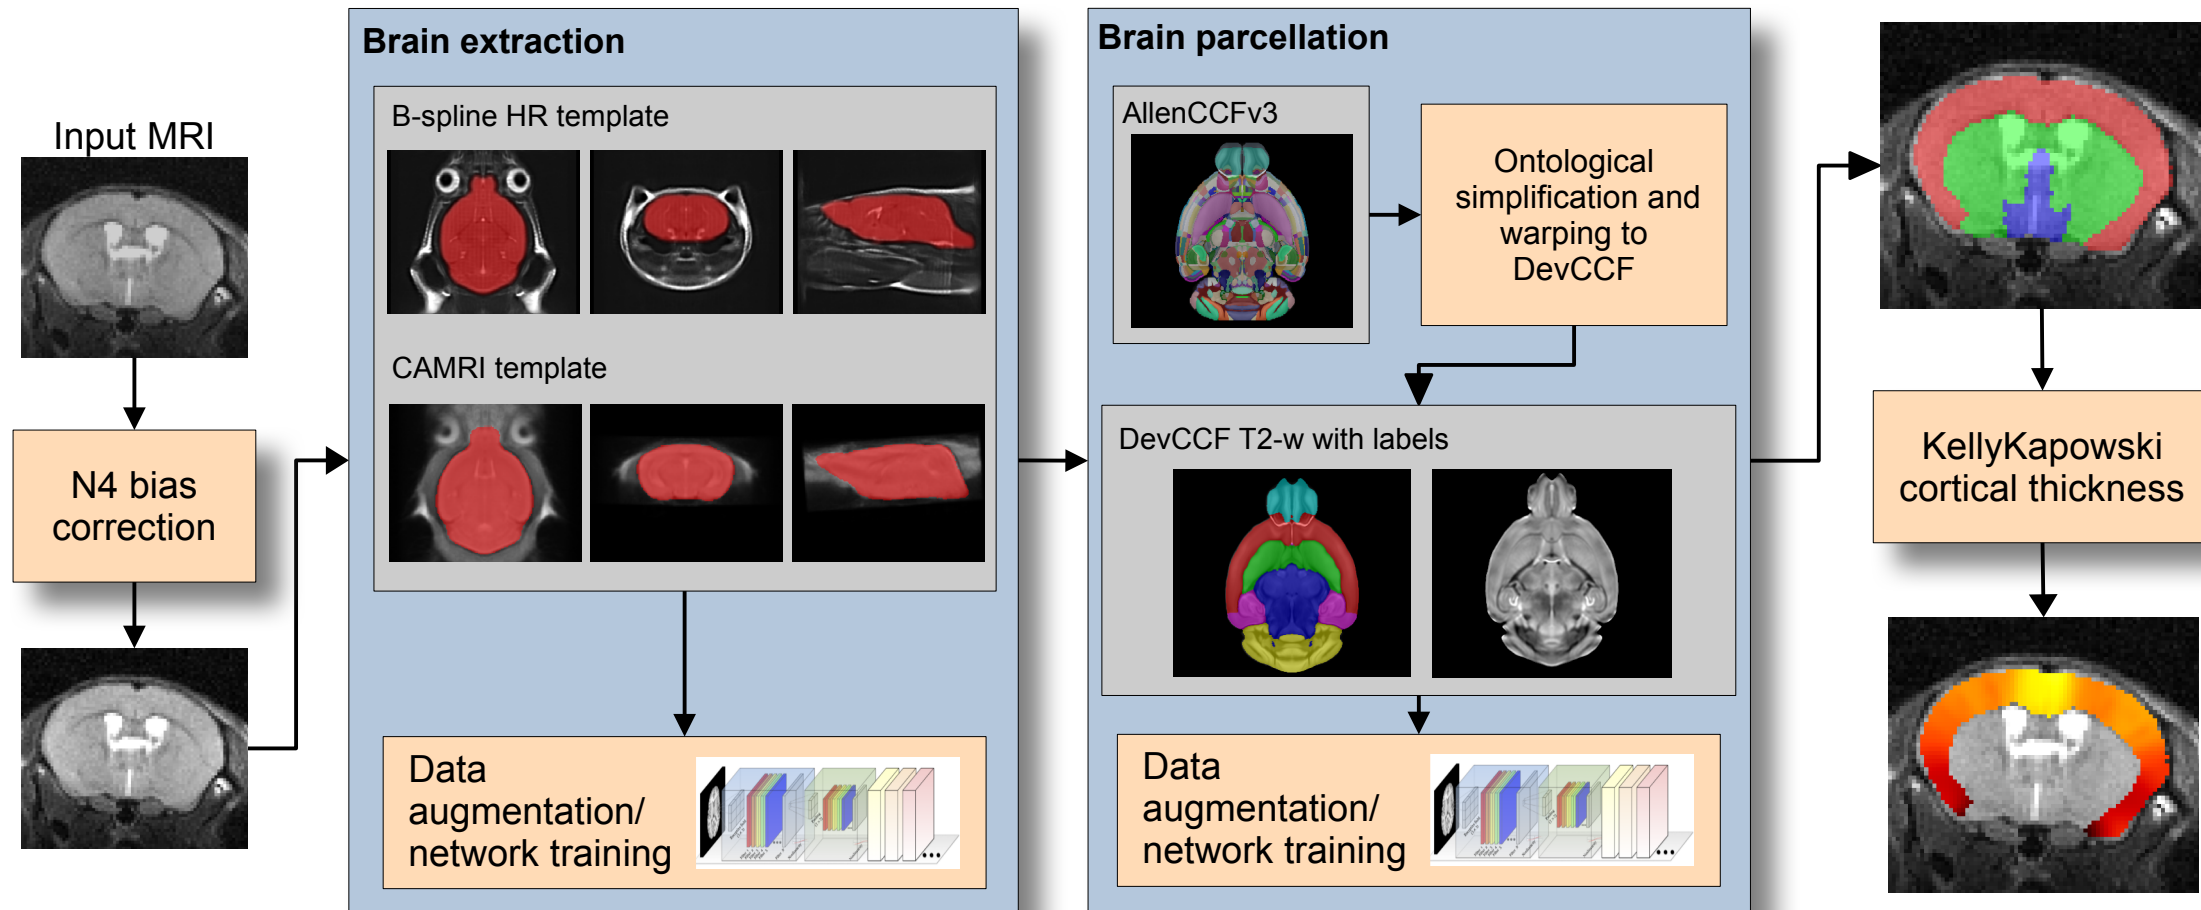 Input MRI
N4 bias
correction
Brain extraction
B-spline HR template
CAMRI template
Data
augmentation/
network training
Brain parcellation
AllenCCFv3
Ontological
simplification and
warping to
DevCCF
DevCCF T2-w with labels
Data
augmentation/
network training
KellyKapowski
cortical thickness